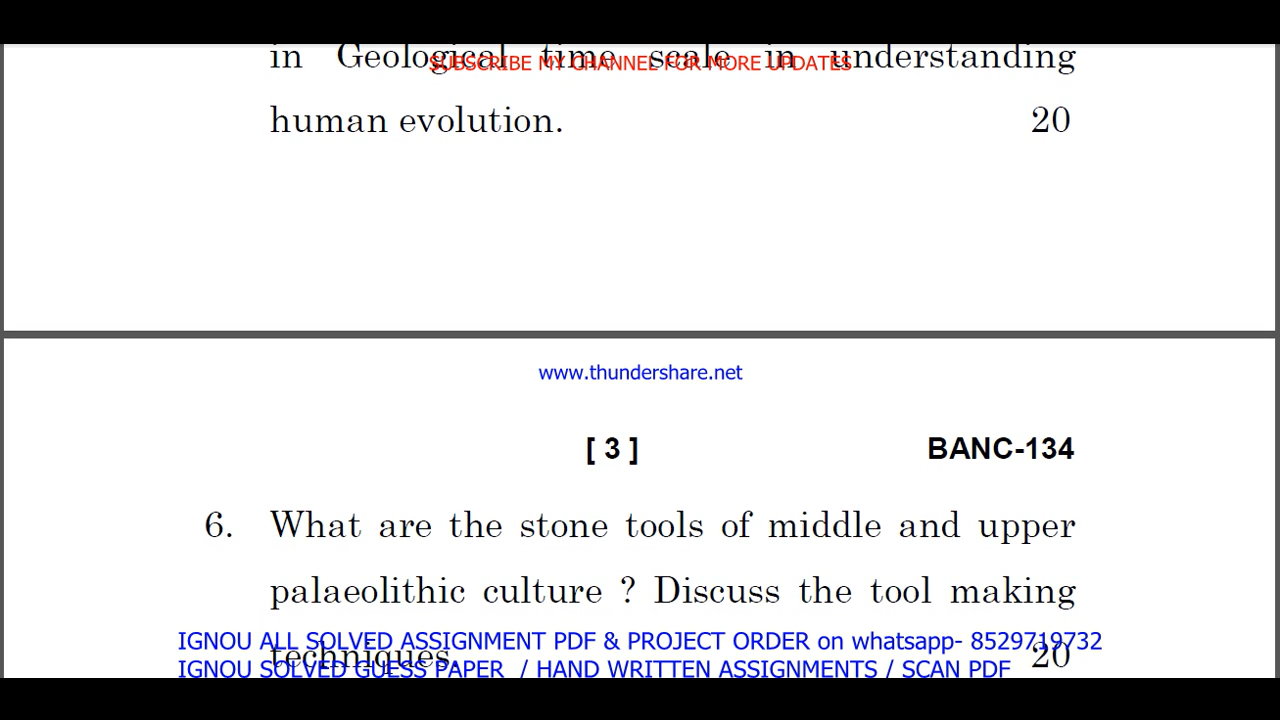 in Geological time scale in understanding
SUBSCRIBE MY CHANNEL FOR MORE UPDATES
human evolution. 20
www.thundershare.net
[ 3 ] BANC-134
6. What are the stone tools of middle and upper
palaeolithic culture ? Discuss the tool making
IGNOU ALL SOLVED ASSIGNMENT PDF & PROJECT ORDER on whatsapp- 8529719732
techniques. 20
IGNOU SOLVED GUESS PAPER / HAND WRITTEN ASSIGNMENTS / SCAN PDF